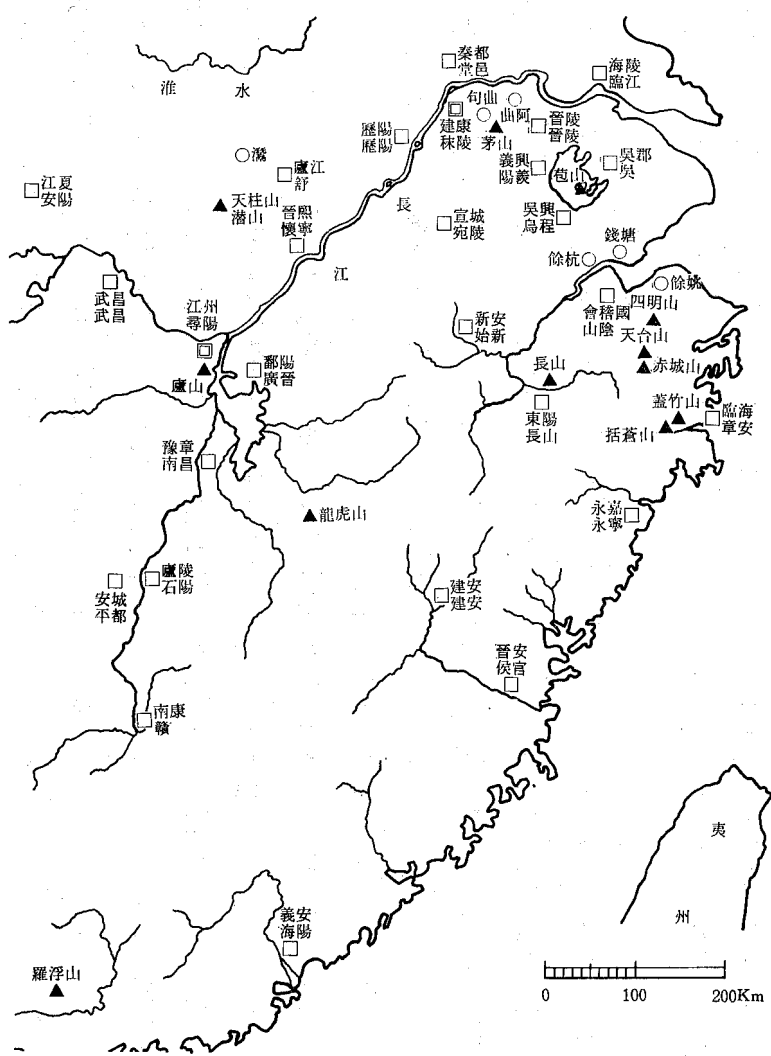 淮水
秦都
堂邑
海陵
臨江
句山
山阿
建康
秣陵
茅山
晉陵
晉陵
歷陽
歷陽
義興
陽羨
苞山
吳郡
吳
灊
廬江
舒
江夏
安陽
天柱山
潛山
晉熙
懷寧
長江
宣城
宛陵
吳興
烏程
錢塘
餘杭
武昌
武昌
江州
尋陽
廬山
鄱陽
廣晉
新安
始新
會稽國
山陰
餘姚
四明山
天台山
赤城山
長山
東陽
長山
蓋竹山
括蒼山
臨海
章安
豫章
南昌
龍虎山
永嘉
永寧
安城
平都
廬陵
石陽
建安
建安
晉安
侯官
南康
贛
夷州
義安
海陽
羅浮山
0 100 200Km